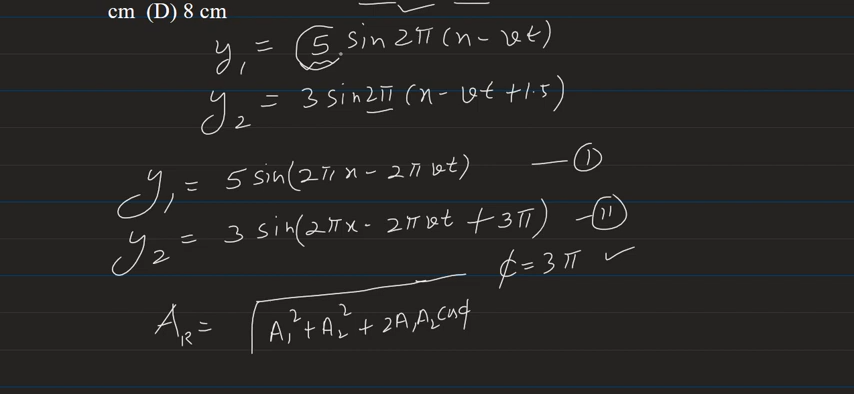 cm (D) 8 cm
y₁ = 5 sin 2π (x - vt)
y₂ = 3 sin 2π (x - vt + 1.5)
y₁ = 5 sin(2πx - 2πvt) — I
y₂ = 3 sin(2πx - 2πvt + 3π) - II
¢ = 3π ✓
A_R = √(A₁² + A₂² + 2A₁A₂ cosϕ